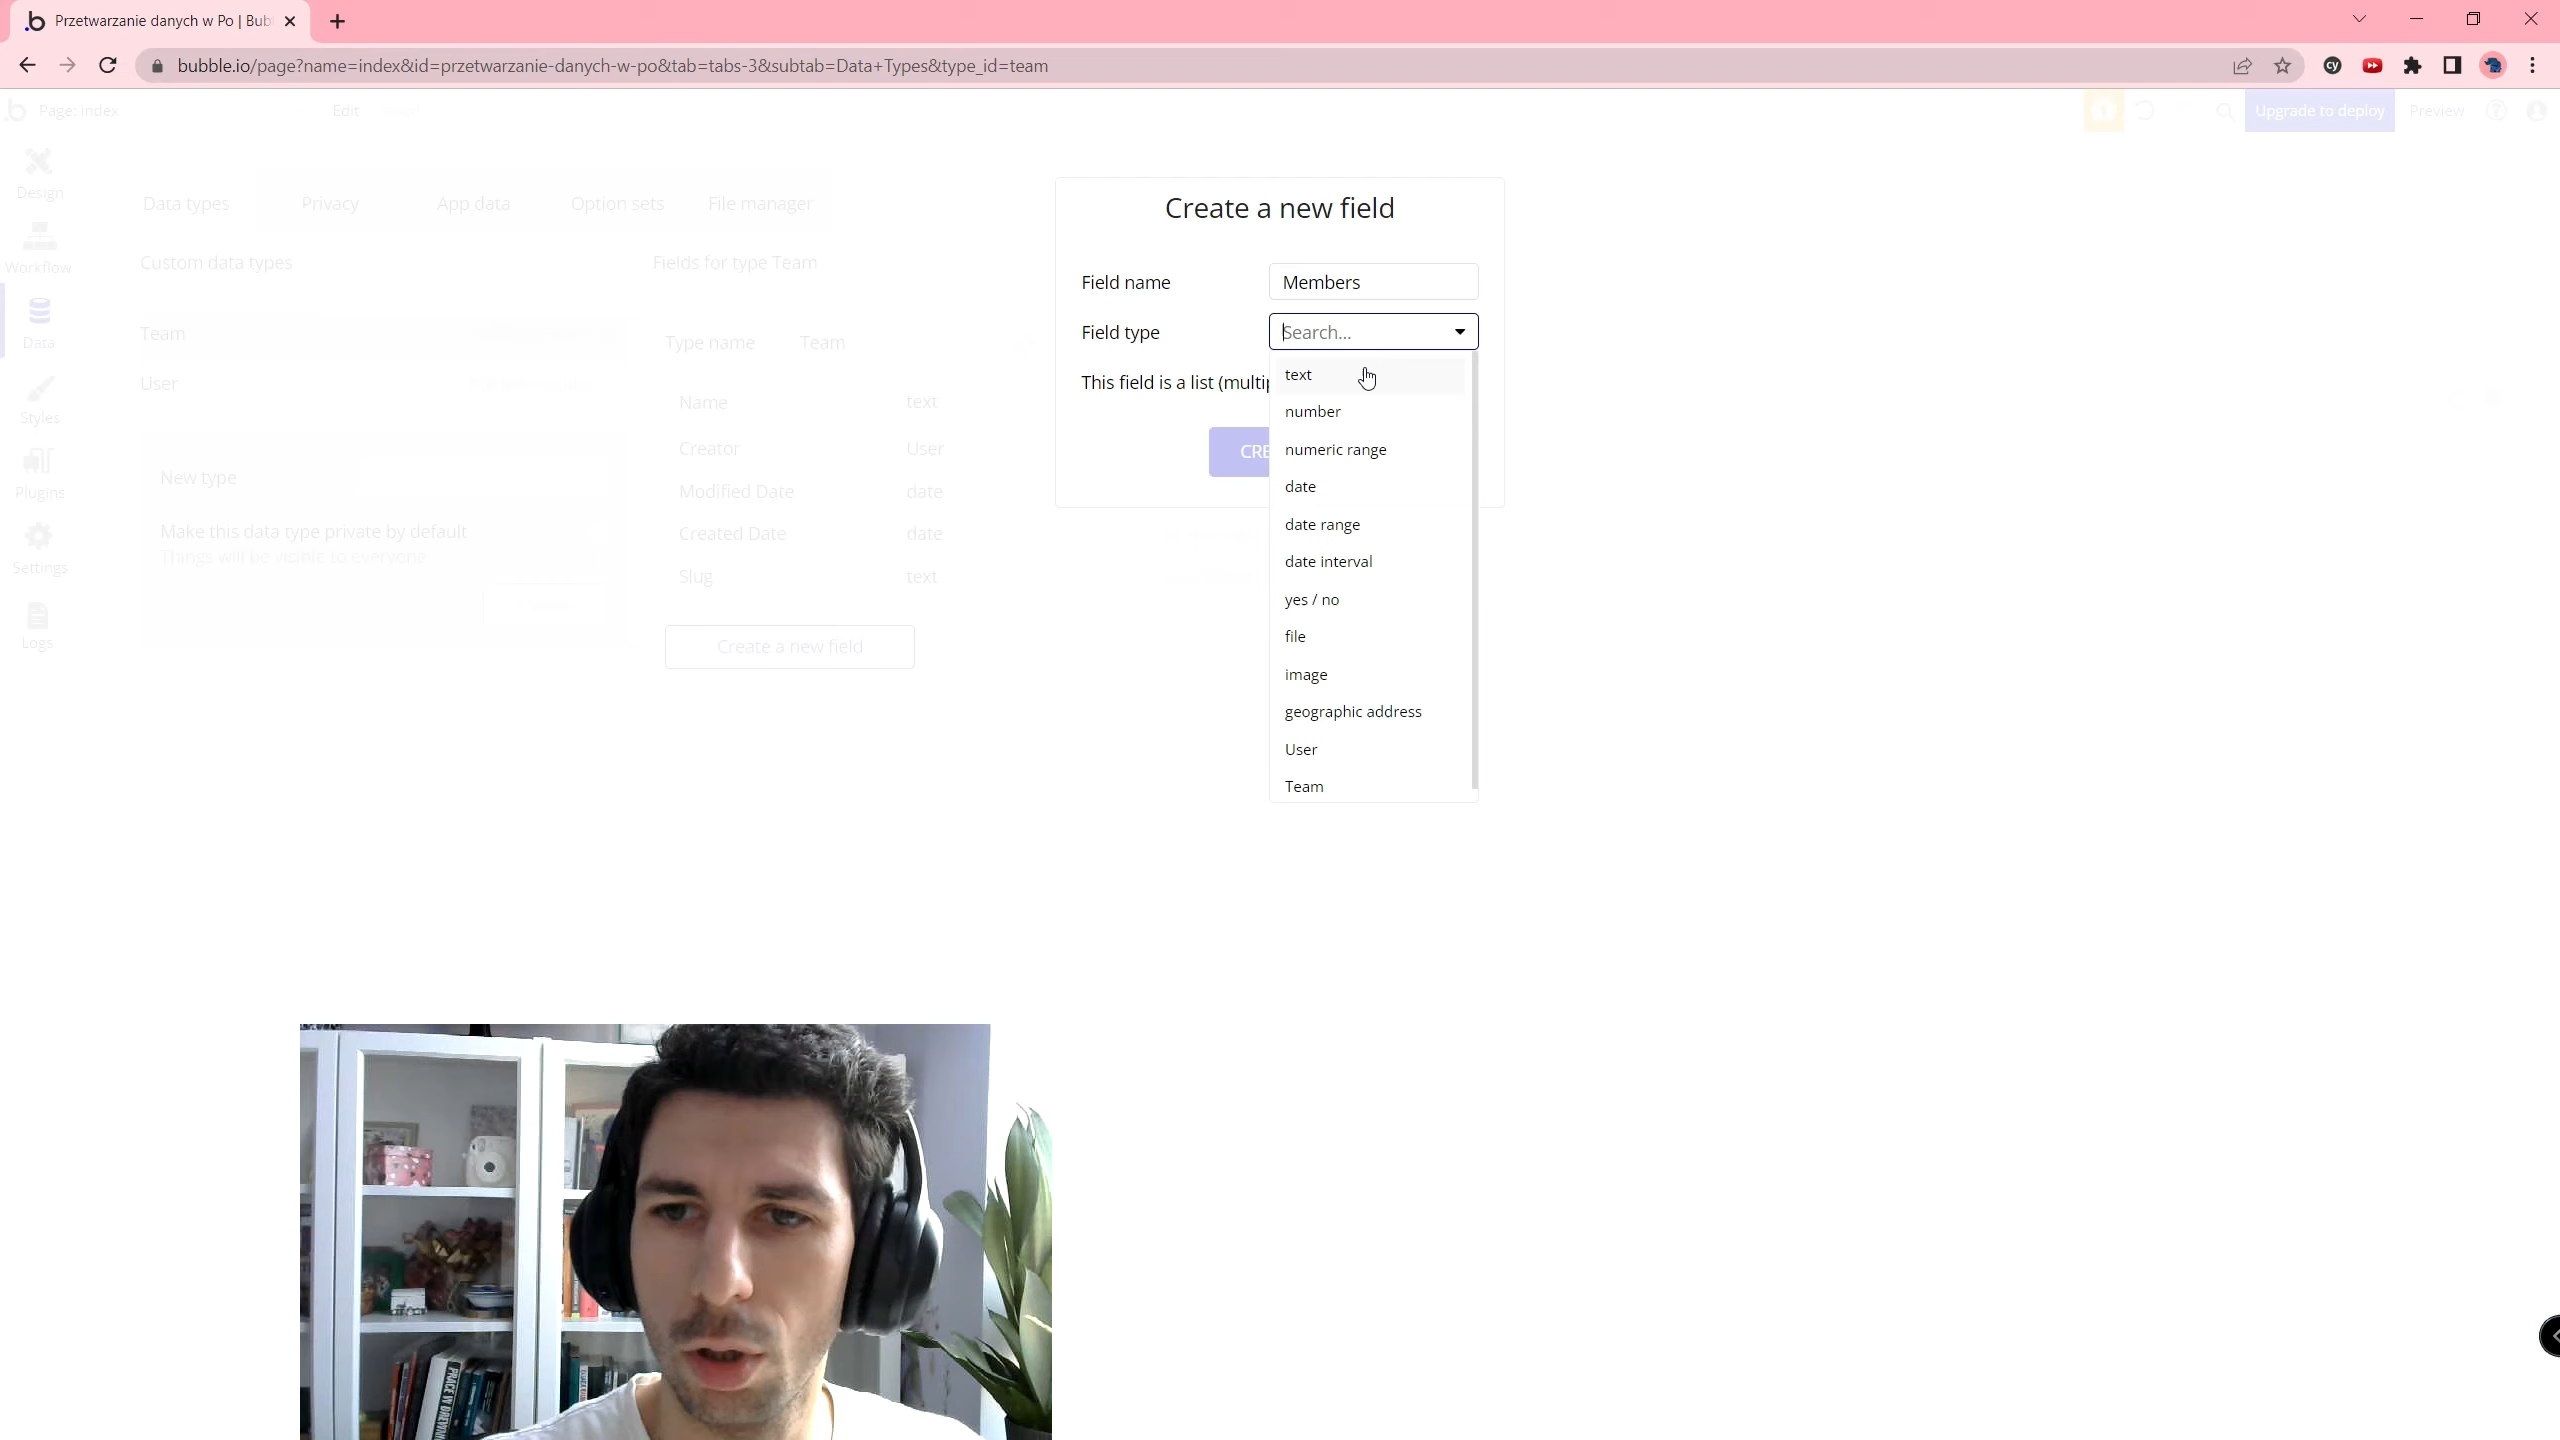 Przetwarzanie danych w Po | Bub
bubble.io/page?name=index&id=przetwarzanie-danych-w-po&tab=tabs-3&subtab=Data+Types&type_id=team
Page: index
Edit
Upgrade to deploy
Preview
Design
Workflow
Data
Styles
Plugins
Settings
Logs
Data types
Privacy
App data
Option sets
File manager
Custom data types
Team
User
New type
Make this data type private by default
Things will be visible to everyone
Fields for type Team
Type name Team
Name text
Creator User
Modified Date date
Created Date date
Slug text
Create a new field
Create a new field
Field name Members
Field type Search...
This field is a list (multip
CRE
text
number
numeric range
date
date range
date interval
yes / no
file
image
geographic address
User
Team
PRACE W DREWN